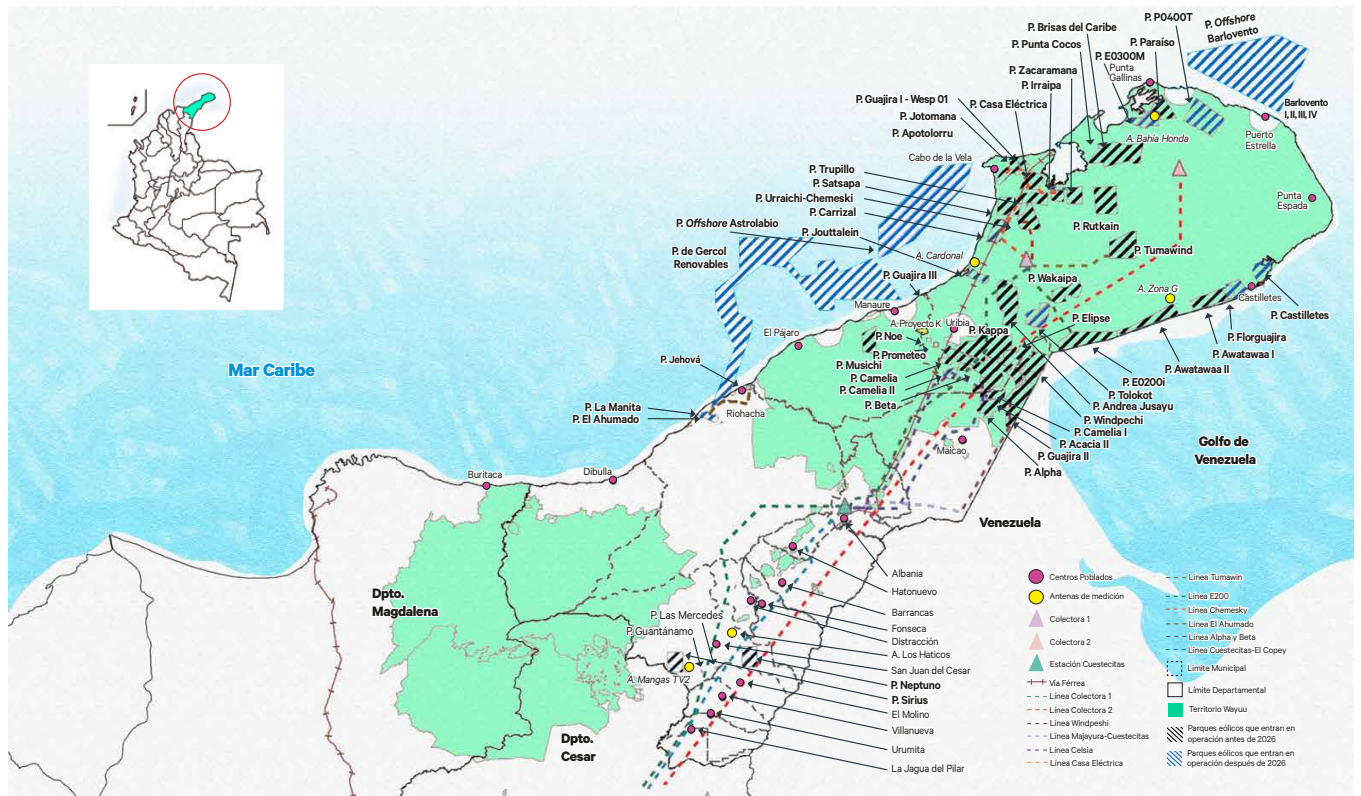 P. Brisas del Caribe
P. P0400T
P. Offshore
Barlovento
P. Punta Cocos
P. Paraíso
P. E0300M
Punta
Gallinas
P. Zacaramana
P. Irraipa
P. Guajira I - Wesp 01
P. Casa Eléctrica
P. Jotomana
P. Apotolorru
Barlovento
I, II, III, IV
A. Bahía Honda
Puerto
Estrella
Cabo de la Vela
P. Trupillo
P. Satsapa
P. Urraichi-Chemeski
P. Carrizal
P. Offshore Astrolabio
P. Jouttalein
Punta
Espada
P. Rutkain
P. de Gercol
Renovables
A. Cardonal
P. Tumawind
P. Guajira III
P. Wakaipa
A. Zona G
Castilletes
Manaure
P. Castilletes
A. Proyecto K
Uribia
P. Elipse
El Pájaro
P. Noe
P. Kappa
P. Florguajira
P. Prometeo
P. Awatawaa I
P. Jehová
P. Musichi
P. Awatawaa II
Mar Caribe
P. Camelia
P. E0200i
P. Camelia II
P. Tolokot
P. Beta
P. Andrea Jusayu
P. La Manita
Riohacha
P. Windpechi
P. El Ahumado
P. Camelia I
P. Acacia II
Golfo de
Venezuela
Maicao
P. Guajira II
P. Alpha
Buritaca
Dibulla
Venezuela
Albania
Hatonuevo
Barrancas
Fonseca
Distracción
A. Los Haticos
San Juan del Cesar
P. Neptuno
P. Sirius
El Molino
Villanueva
Urumita
La Jagua del Pilar
Dpto.
Magdalena
P. Las Mercedes
P. Guantánamo
A. Mangas TV2
Dpto.
Cesar
Centros Poblados
Antenas de medición
Colectora 1
Colectora 2
Estación Cuestecitas
Vía Férrea
Línea Colectora 1
Línea Colectora 2
Línea Windpeshi
Línea Majayura-Cuestecitas
Línea Celsia
Línea Casa Eléctrica
Línea Tumawin
Línea E200
Línea Chemesky
Línea El Ahumado
Línea Alpha y Beta
Línea Cuestecitas-El Copey
Límite Municipal
Límite Departamental
Territorio Wayuu
Parques eólicos que entran en
operación antes de 2026
Parques eólicos que entran en
operación después de 2026